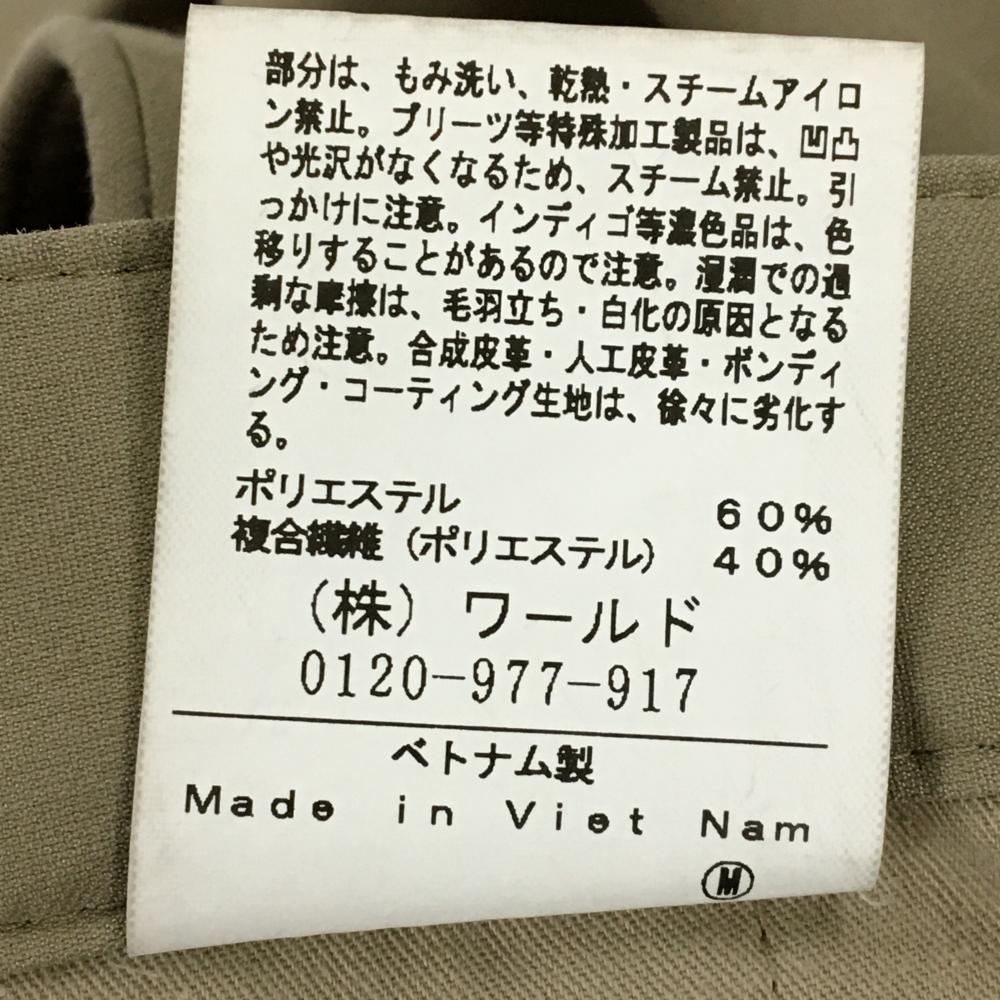 部分は、もみ洗い、乾熱・スチームアイロ
ン禁止。プリーツ等特殊加工製品は、凹凸
や光沢がなくなるため、スチーム禁止。引
っかけに注意。インディゴ等濃色品は、色
移りすることがあるので注意。湿潤での過
剰な摩擦は、毛羽立ち・白化の原因となる
ため注意。合成皮革・人工皮革・ボンディ
ング・コーティング生地は、徐々に劣化す
る。
ポリエステル 60%
複合繊維（ポリエステル） 40%
（株）ワールド
0120-977-917
ベトナム製
Made in Viet Nam
Ⓜ